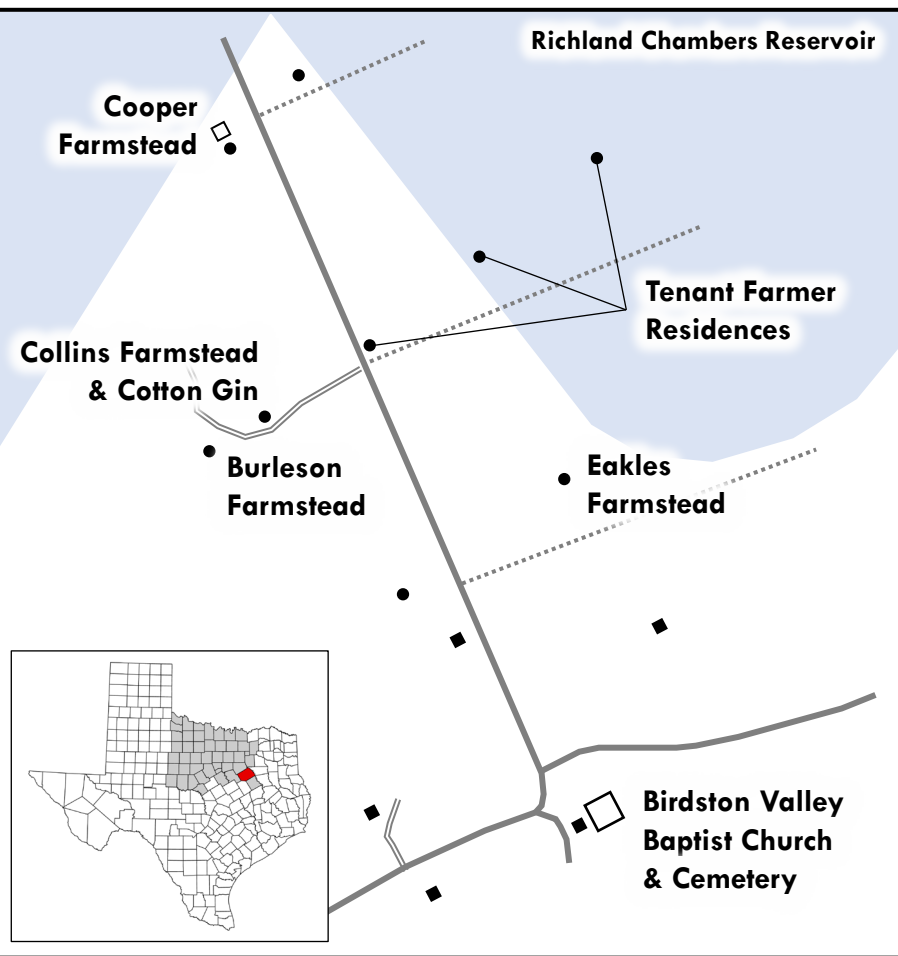 Richland Chambers Reservoir
Cooper
Farmstead
Tenant Farmer
Residences
Collins Farmstead
& Cotton Gin
Burleson
Farmstead
Eakles
Farmstead
Birdston Valley
Baptist Church
& Cemetery